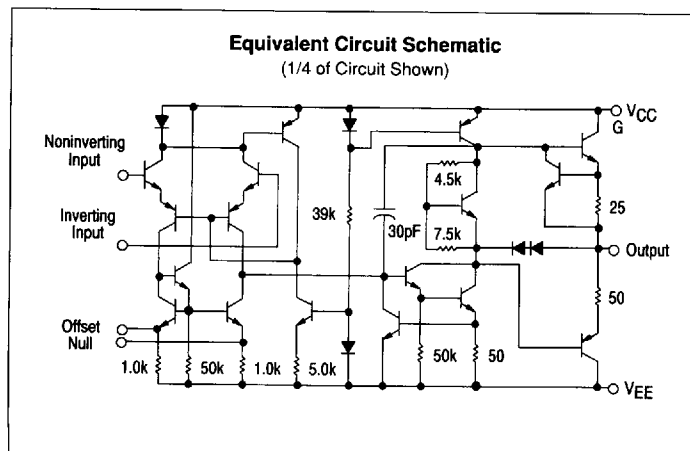 Equivalent Circuit Schematic
(1/4 of Circuit Shown)
VCC
G
Noninverting
Input
4.5k
39k
30pF
25
Inverting
Input
7.5k
Output
50
Offset
Null
1.0k
50k
1.0k
5.0k
50k
50
VEE